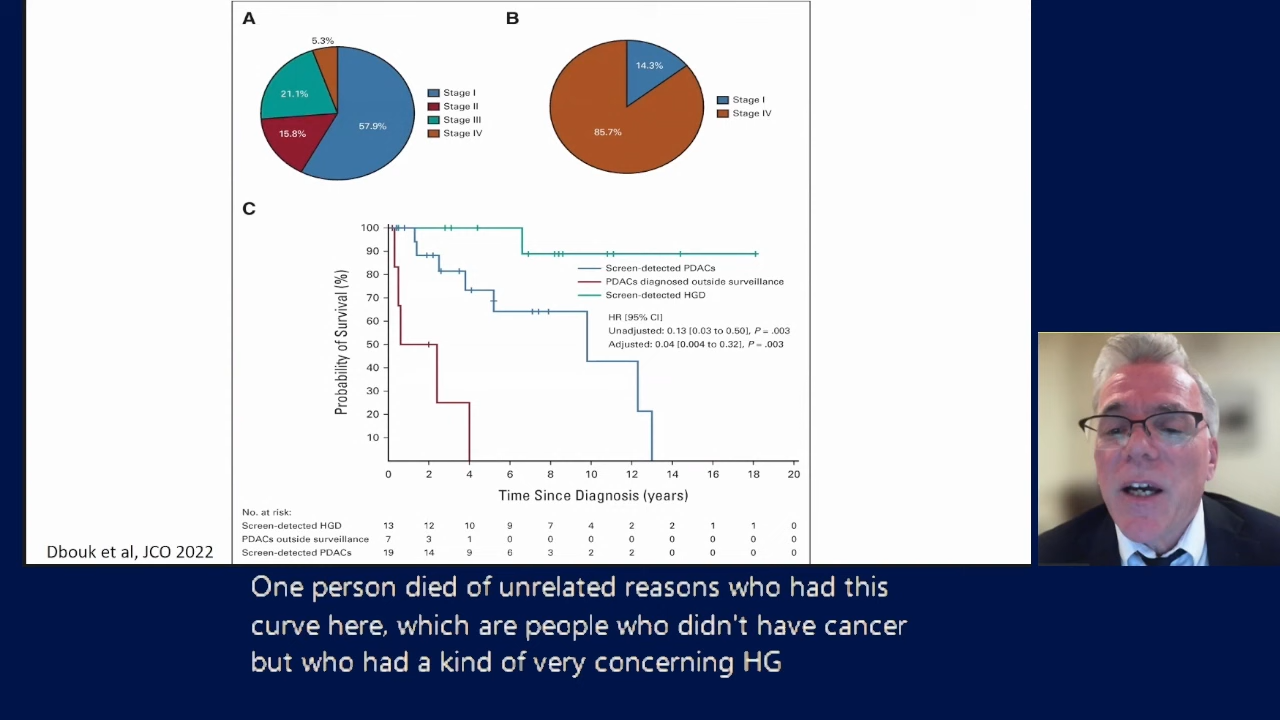 A
B
5.3%
21.1%
15.8%
57.9%
Stage I
Stage II
Stage III
Stage IV
14.3%
85.7%
Stage I
Stage IV
C
Probability of Survival (%)
100
90
80
70
60
50
40
30
20
10
Screen-detected PDACs
PDACs diagnosed outside surveillance
Screen-detected HGD
HR [95% CI]
Unadjusted: 0.13 [0.03 to 0.50], P = .003
Adjusted: 0.04 [0.004 to 0.32], P = .003
0 2 4 6 8 10 12 14 16 18 20
Time Since Diagnosis (years)
No. at risk:
Screen-detected HGD 13 12 10 9 7 4 2 2 1 1 0
PDACs outside surveillance 7 3 1 0 0 0 0 0 0 0 0
Screen-detected PDACs 19 14 9 6 3 2 2 0 0 0 0
Dbouk et al, JCO 2022
One person died of unrelated reasons who had this
curve here, which are people who didn't have cancer
but who had a kind of very concerning HG